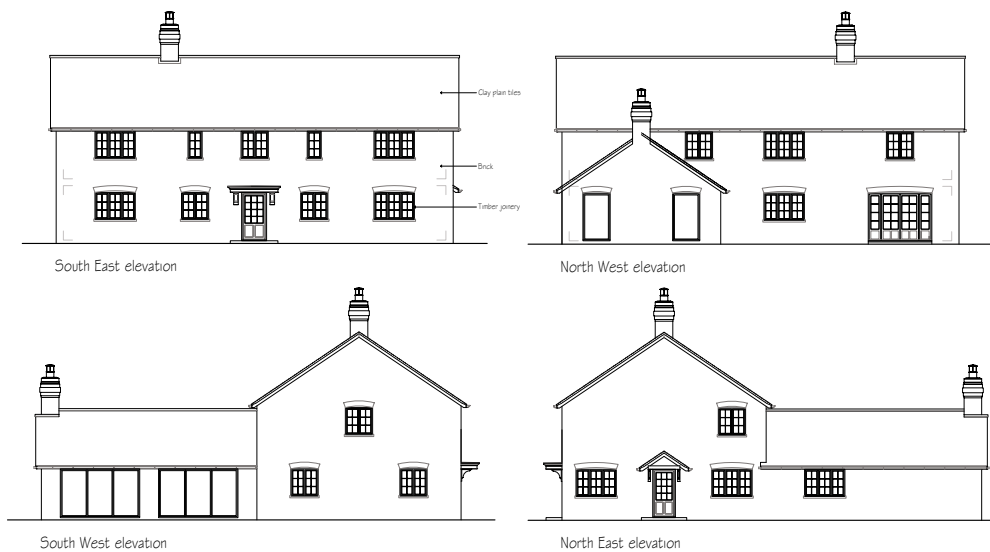 Clay plain tiles
Brick
Timber joinery
South East elevation
North West elevation
South West elevation
North East elevation